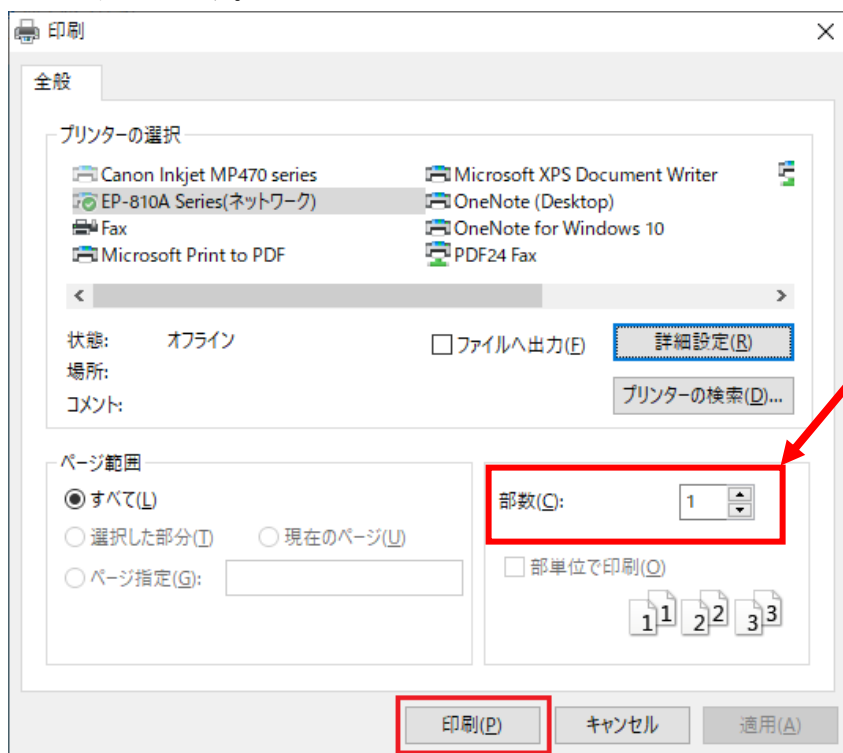 印刷
全般
プリンターの選択
Canon Inkjet MP470 series
Microsoft XPS Document Writer
EP-810A Series(ネットワーク)
OneNote (Desktop)
Fax
OneNote for Windows 10
Microsoft Print to PDF
PDF24 Fax
状態: オフライン
ファイルへ出力(F)
詳細設定(R)
場所:
プリンターの検索(D)...
コメント:
ページ範囲
すべて(L)
部数(C): 1
選択した部分(T)
現在のページ(U)
ページ指定(G):
部単位で印刷(O)
1 1 2 2 3 3
印刷(P)
キャンセル
適用(A)